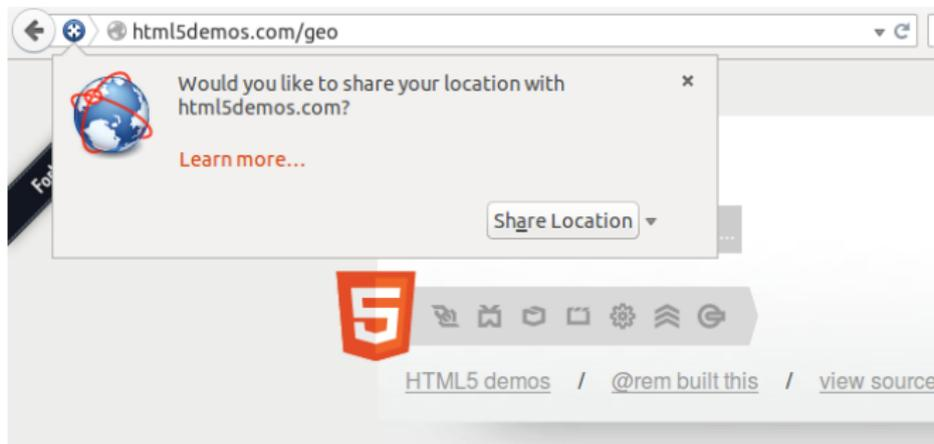 html5demos.com/geo
Would you like to share your location with
html5demos.com?
Learn more...
Share Location
...
5
HTML5 demos / @rem built this / view source